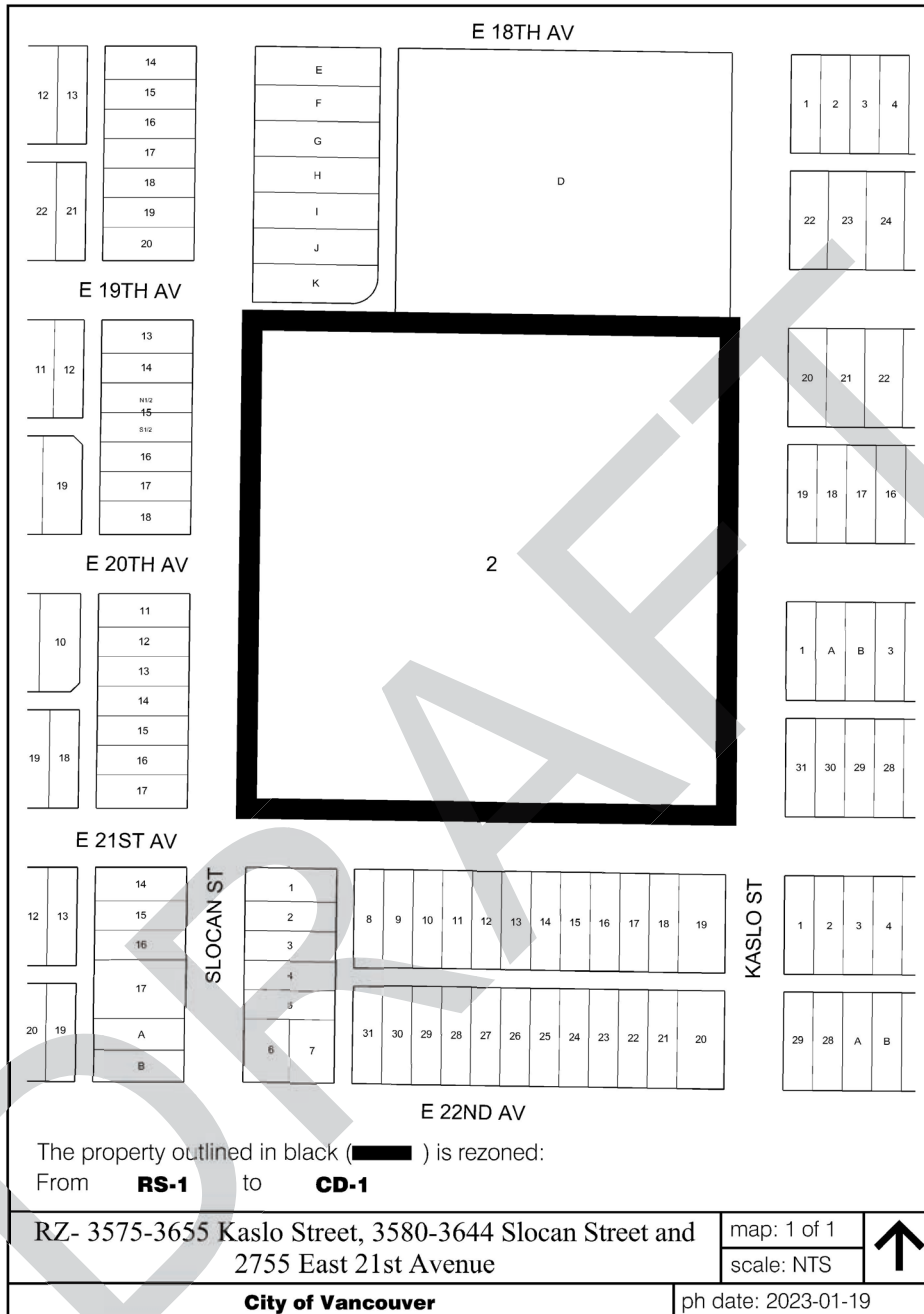 E 18TH AV
14
E
12 13
15
F
1 2 3 4
16
G
17
H
D
18
22 21
19
I
22 23 24
20
J
K
E 19TH AV
13
11 12
14
20 21 22
N1/2
15
S1/2
16
19
17
19 18 17 16
18
E 20TH AV
2
11
10
12
1 A B 3
13
14
15
19 18
16
31 30 29 28
17
E 21ST AV
14
1
12 13
15
2
8 9 10 11 12 13 14 15 16 17 18 19
1 2 3 4
16
3
SLOCAN ST
KASLO ST
17
4
5
20 19
A
6 7
31 30 29 28 27 26 25 24 23 22 21 20
29 28 A B
B
E 22ND AV
The property outlined in black ( ) is rezoned:
From RS-1 to CD-1
RZ- 3575-3655 Kaslo Street, 3580-3644 Slocan Street and
2755 East 21st Avenue
map: 1 of 1
scale: NTS
City of Vancouver
ph date: 2023-01-19
DRAFT